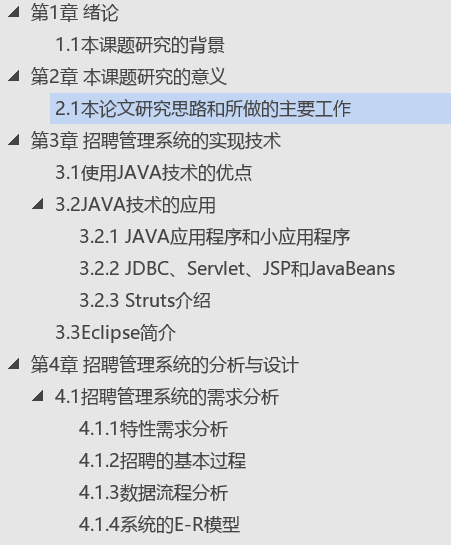 第1章 绪论
1.1本课题研究的背景
第2章 本课题研究的意义
2.1本论文研究思路和所做的主要工作
第3章 招聘管理系统的实现技术
3.1使用JAVA技术的优点
3.2JAVA技术的应用
3.2.1 JAVA应用程序和小应用程序
3.2.2 JDBC、Servlet、JSP和JavaBeans
3.2.3 Struts介绍
3.3Eclipse简介
第4章 招聘管理系统的分析与设计
4.1招聘管理系统的需求分析
4.1.1特性需求分析
4.1.2招聘的基本过程
4.1.3数据流程分析
4.1.4系统的E-R模型